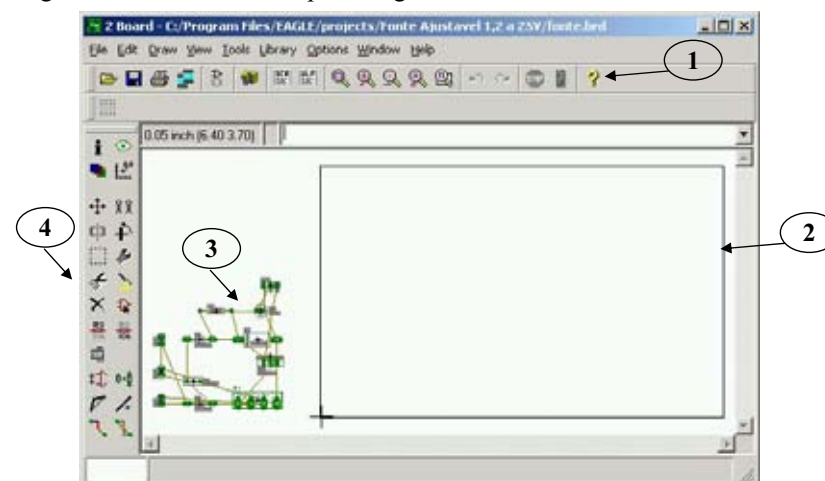 2 Board - C:/Program Files/EAGLE/projects/Fonte Ajustavel 1,2 a 25V/fonte.brd
File Edit Draw View Tools Library Options Window Help
1
0.05 inch (6.40 3.70)
4
3
2